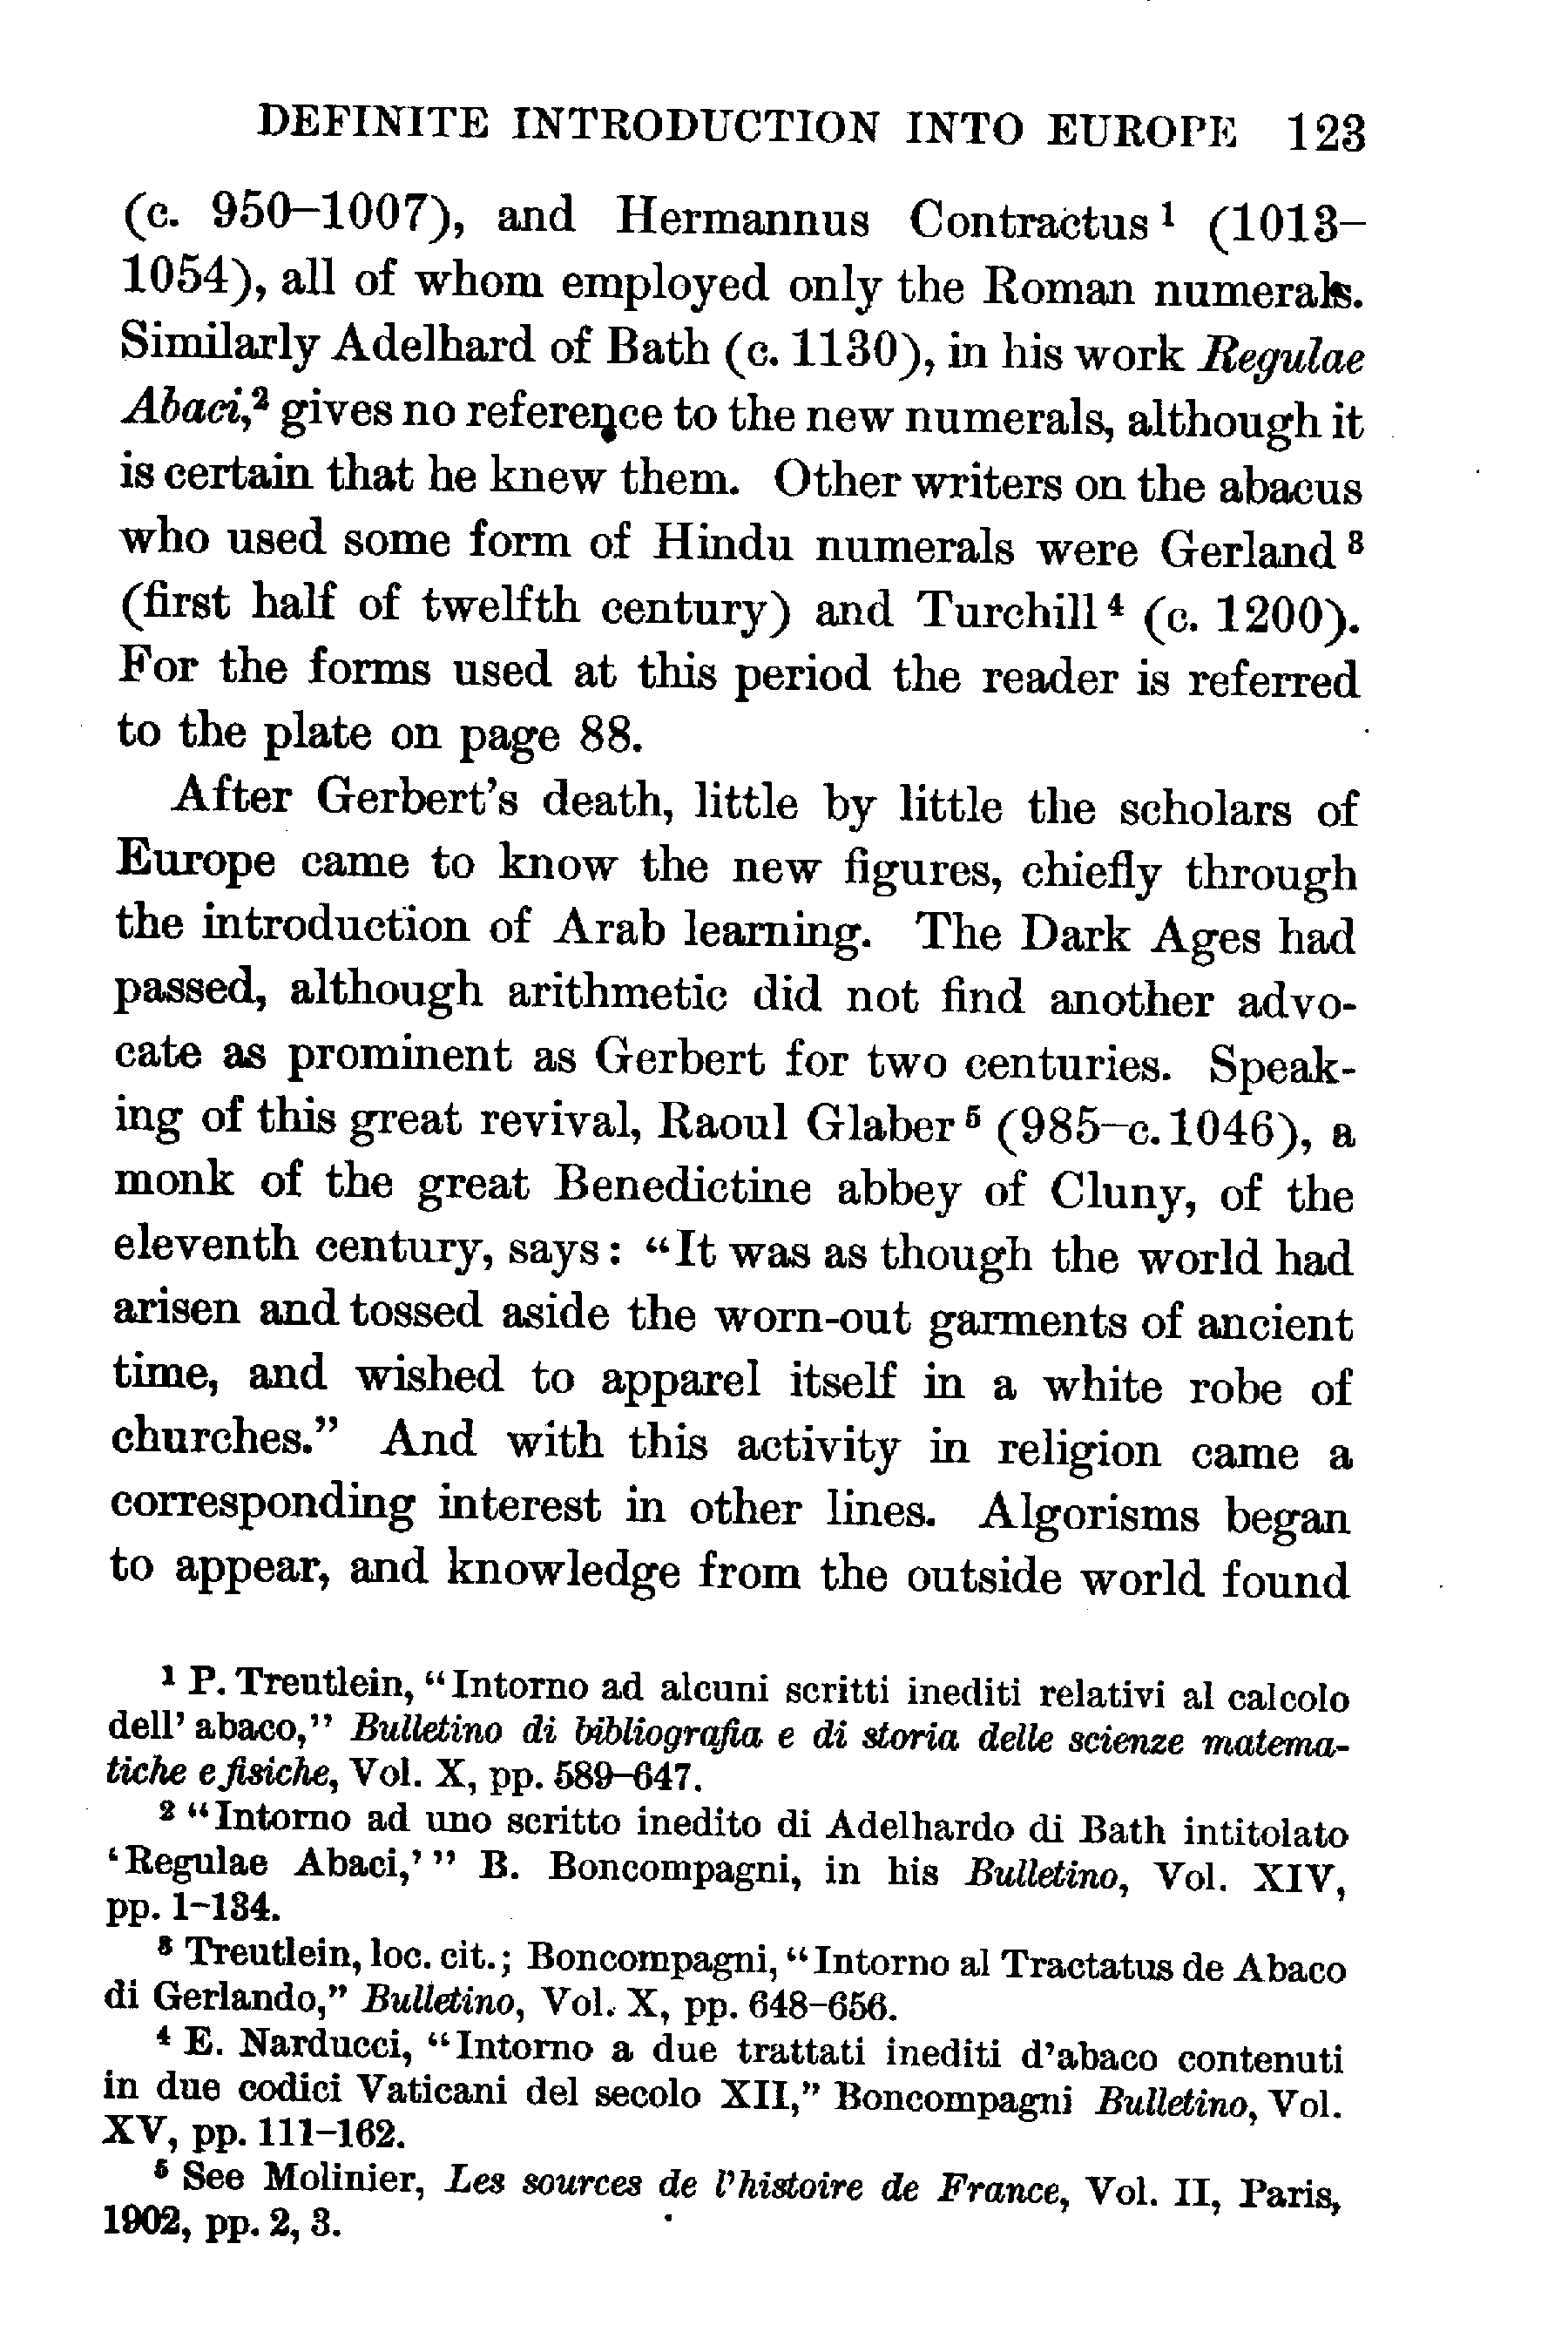 DEFINITE INTRODUCTION INTO EUROPE 123
(c. 950–1007), and Hermannus Contractus ¹ (1013–
1054), all of whom employed only the Roman numerals.
Similarly Adelhard of Bath (c. 1130), in his work Regulae
Abaci,² gives no reference to the new numerals, although it
is certain that he knew them. Other writers on the abacus
who used some form of Hindu numerals were Gerland ³
(first half of twelfth century) and Turchill ⁴ (c. 1200).
For the forms used at this period the reader is referred
to the plate on page 88.
After Gerbert's death, little by little the scholars of
Europe came to know the new figures, chiefly through
the introduction of Arab learning. The Dark Ages had
passed, although arithmetic did not find another advo-
cate as prominent as Gerbert for two centuries. Speak-
ing of this great revival, Raoul Glaber ⁵ (985–c. 1046), a
monk of the great Benedictine abbey of Cluny, of the
eleventh century, says: "It was as though the world had
arisen and tossed aside the worn-out garments of ancient
time, and wished to apparel itself in a white robe of
churches." And with this activity in religion came a
corresponding interest in other lines. Algorisms began
to appear, and knowledge from the outside world found
¹ P. Treutlein, "Intorno ad alcuni scritti inediti relativi al calcolo
dell' abaco," Bulletino di bibliografia e di storia delle scienze matema-
tiche e fisiche, Vol. X, pp. 589–647.
² "Intorno ad uno scritto inedito di Adelhardo di Bath intitolato
'Regulae Abaci,'" B. Boncompagni, in his Bulletino, Vol. XIV,
pp. 1–134.
³ Treutlein, loc. cit.; Boncompagni, "Intorno al Tractatus de Abaco
di Gerlando," Bulletino, Vol. X, pp. 648–656.
⁴ E. Narducci, "Intorno a due trattati inediti d'abaco contenuti
in due codici Vaticani del secolo XII," Boncompagni Bulletino, Vol.
XV, pp. 111–162.
⁵ See Molinier, Les sources de l'histoire de France, Vol. II, Paris,
1902, pp. 2, 3.